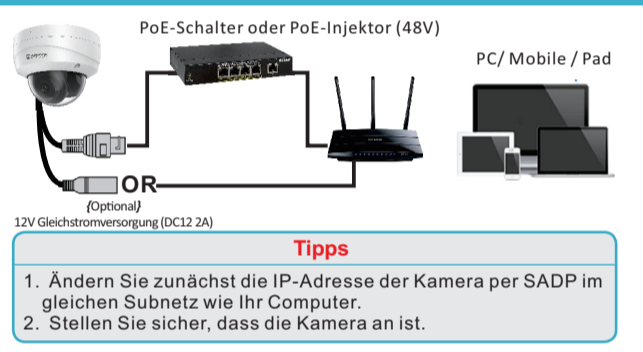 PoE-Schalter oder PoE-Injektor (48V)
PC/ Mobile / Pad
OR
{Optional}
12V Gleichstromversorgung (DC12 2A)
Tipps
1. Ändern Sie zunächst die IP-Adresse der Kamera per SADP im
gleichen Subnetz wie Ihr Computer.
2. Stellen Sie sicher, dass die Kamera an ist.